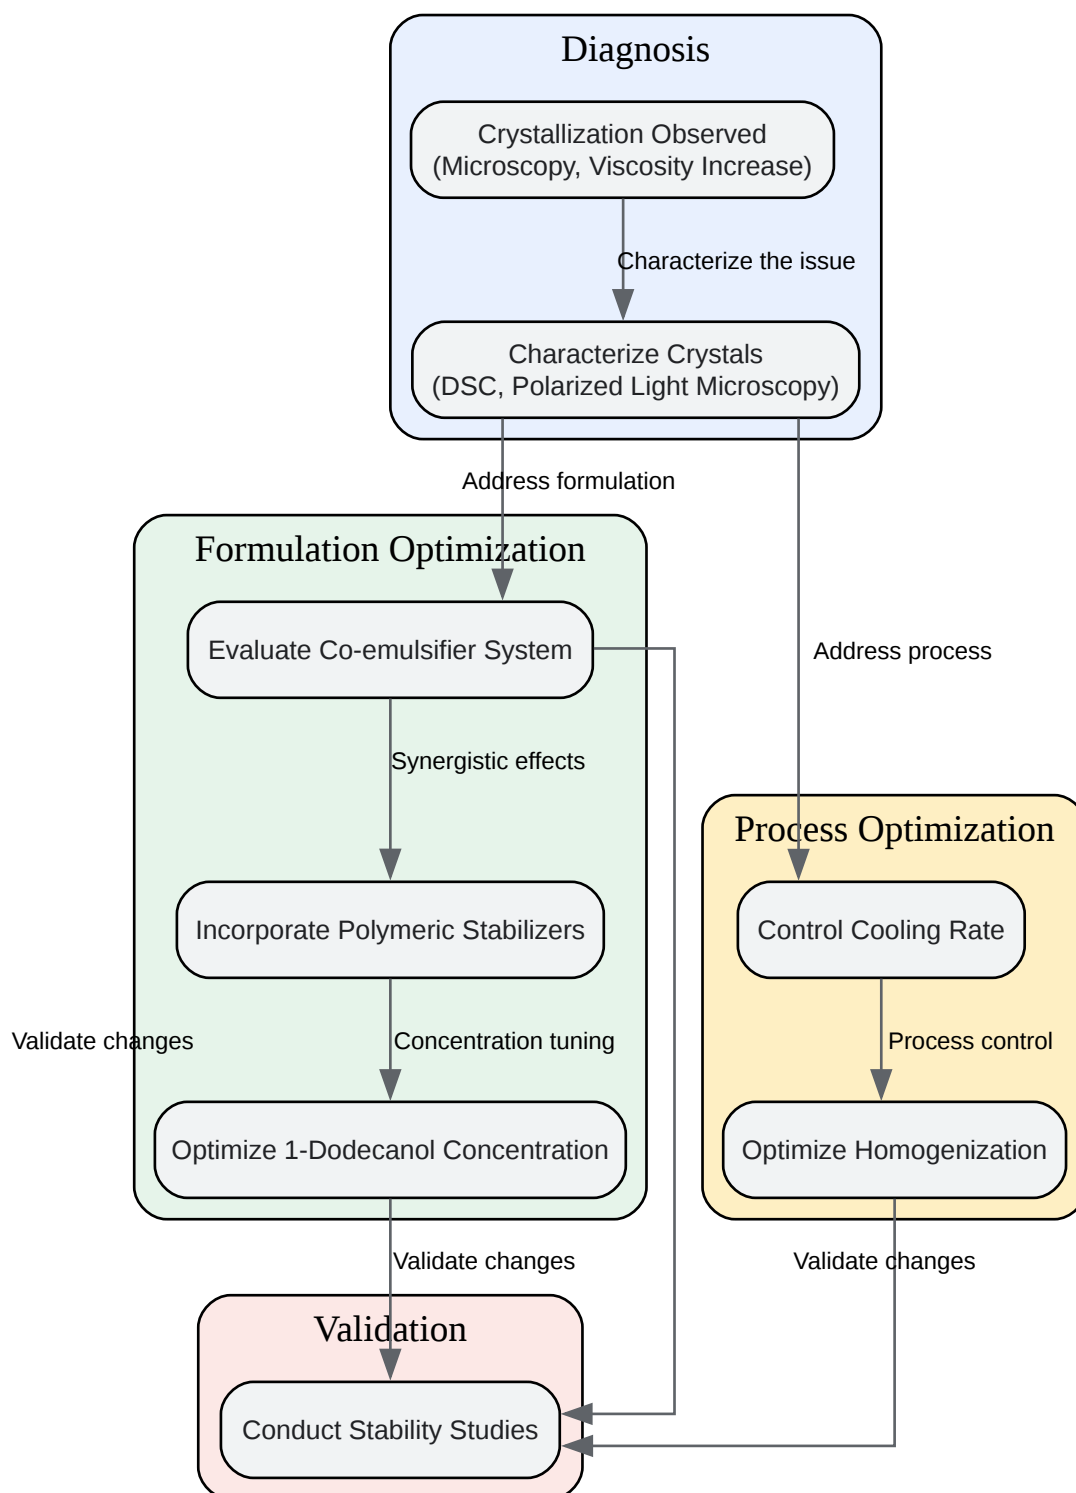 Diagnosis
Crystallization Observed
(Microscopy, Viscosity Increase)
Characterize the issue
Characterize Crystals
(DSC, Polarized Light Microscopy)
Address formulation
Formulation Optimization
Evaluate Co-emulsifier System
Address process
Synergistic effects
Process Optimization
Incorporate Polymeric Stabilizers
Control Cooling Rate
Validate changes
Concentration tuning
Process control
Optimize 1-Dodecanol Concentration
Optimize Homogenization
Validate changes
Validate changes
Validation
Conduct Stability Studies